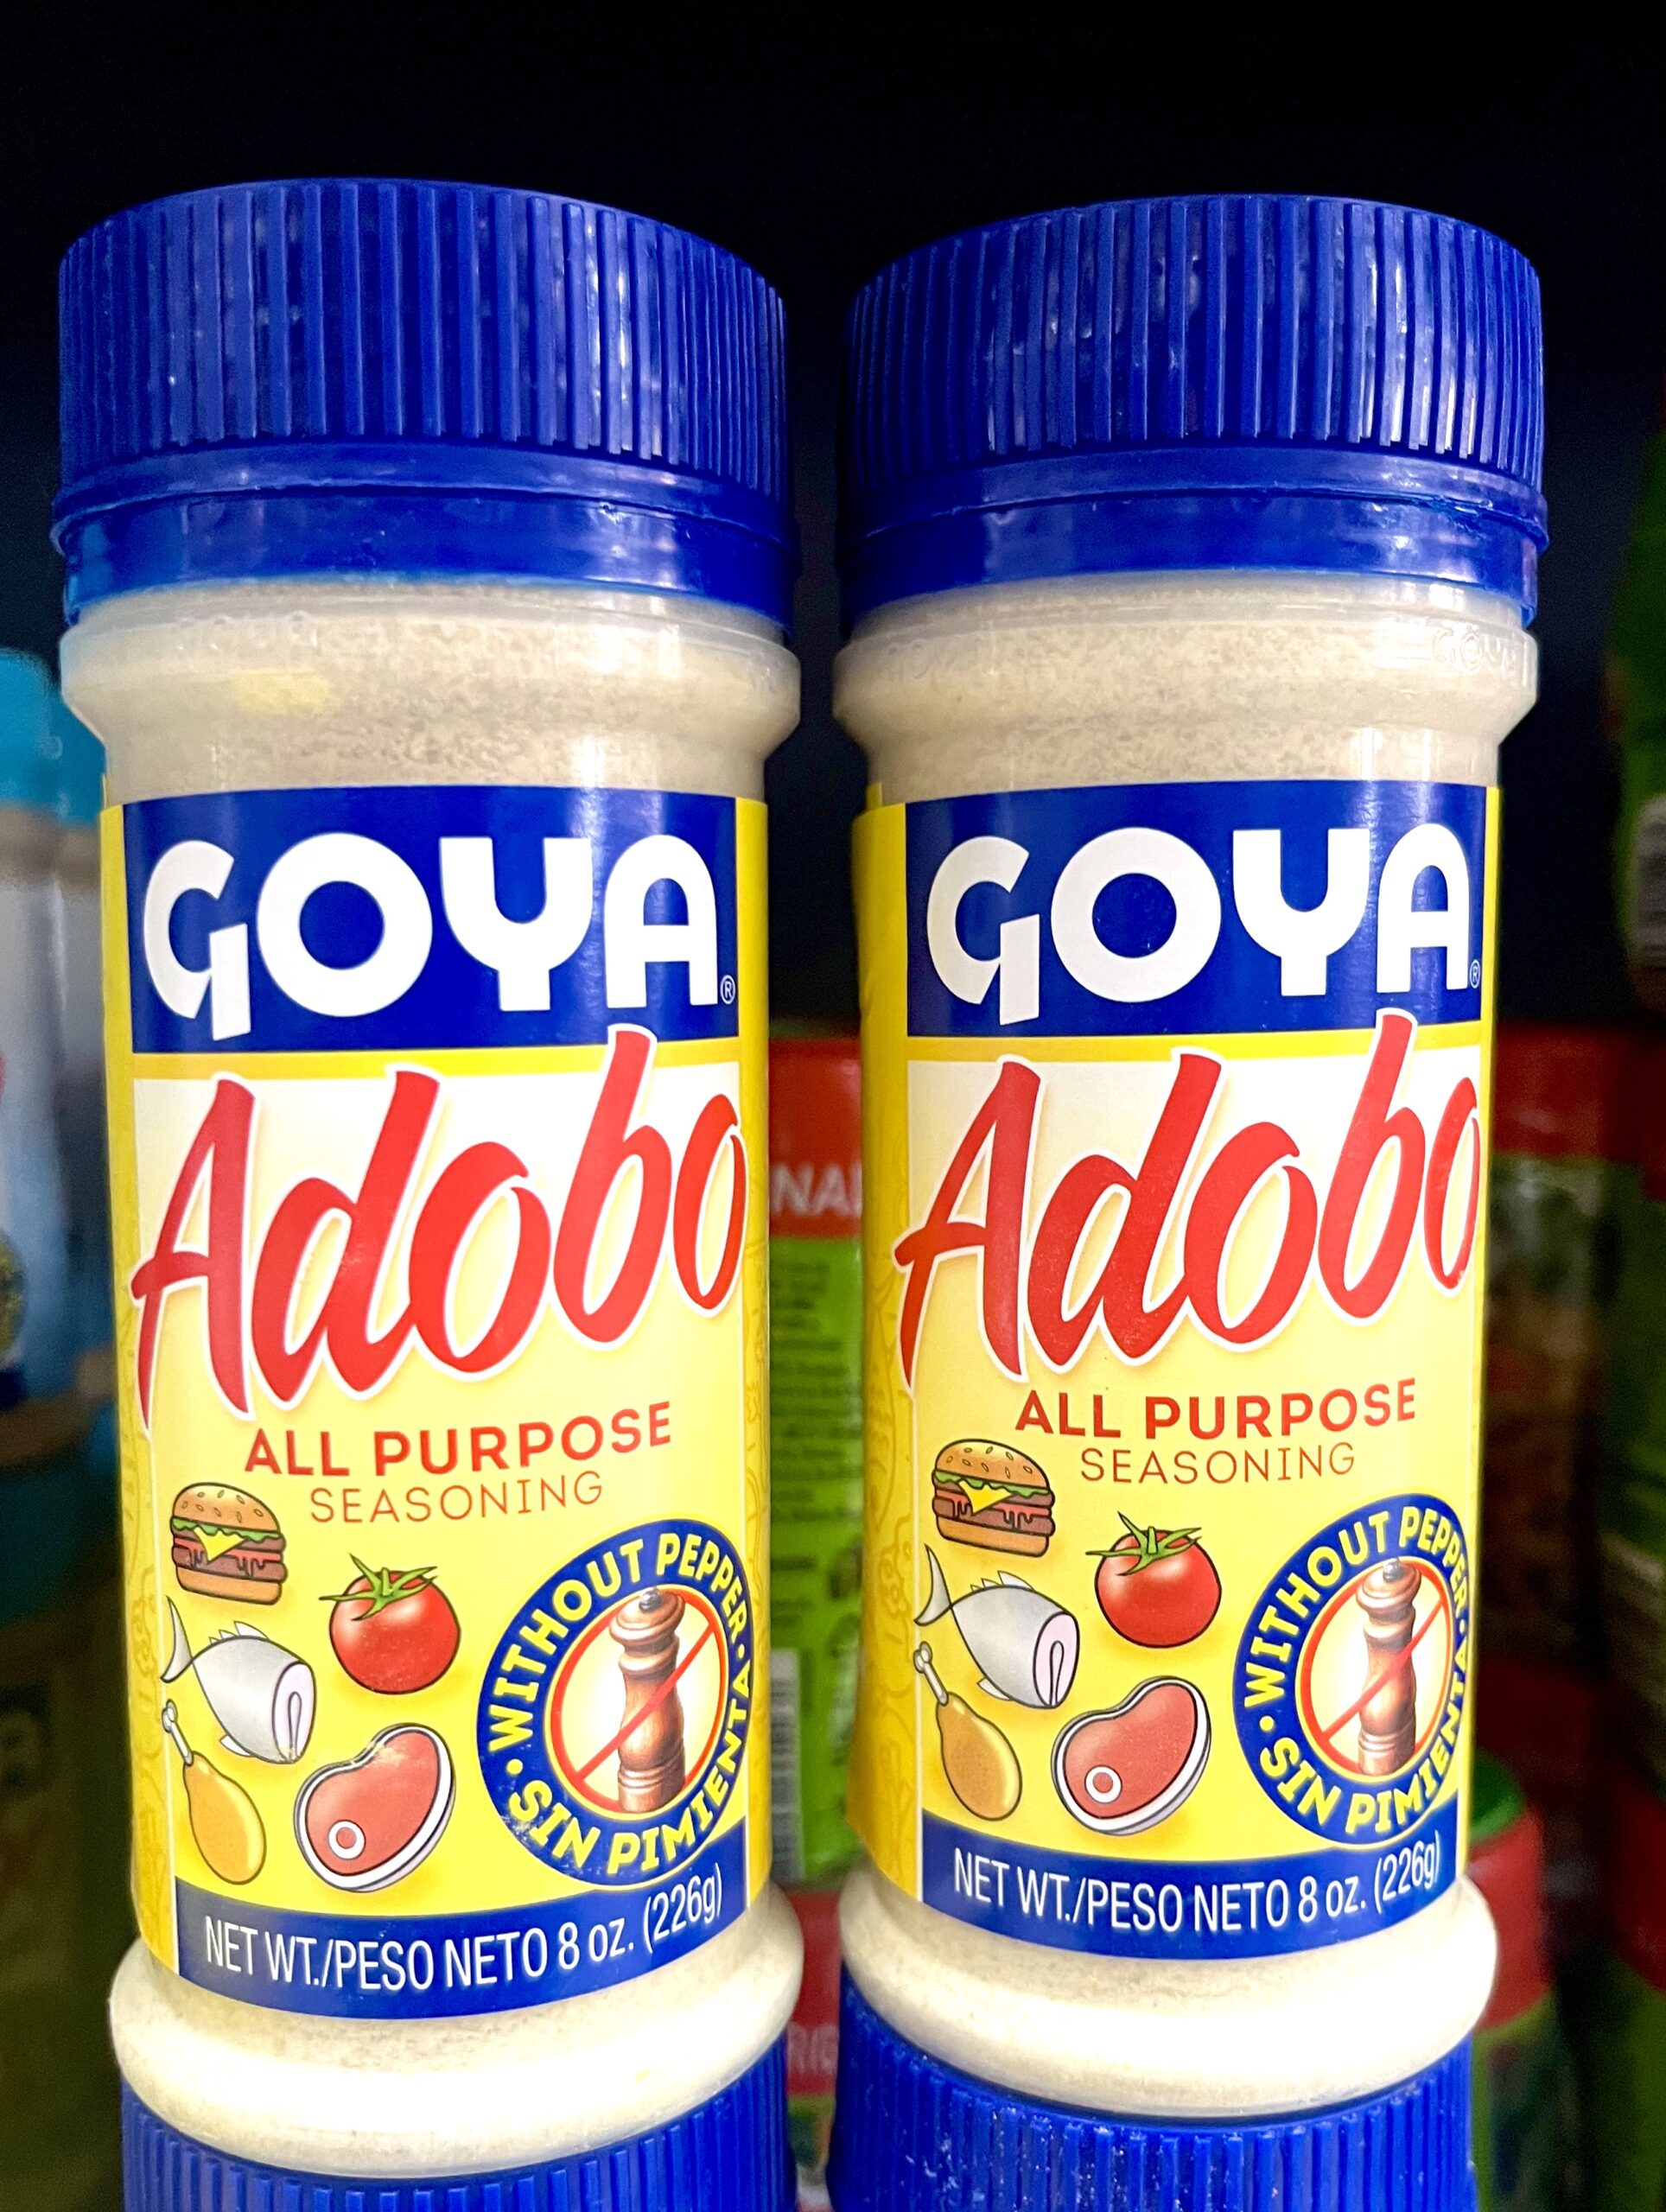 GOYA®
Adobo
ALL PURPOSE
SEASONING
WITHOUT PEPPER • SIN PIMIENTA •
NET WT./PESO NETO 8 oz. (226g)
GOYA®
Adobo
ALL PURPOSE
SEASONING
WITHOUT PEPPER • SIN PIMIENTA •
NET WT./PESO NETO 8 oz. (226g)